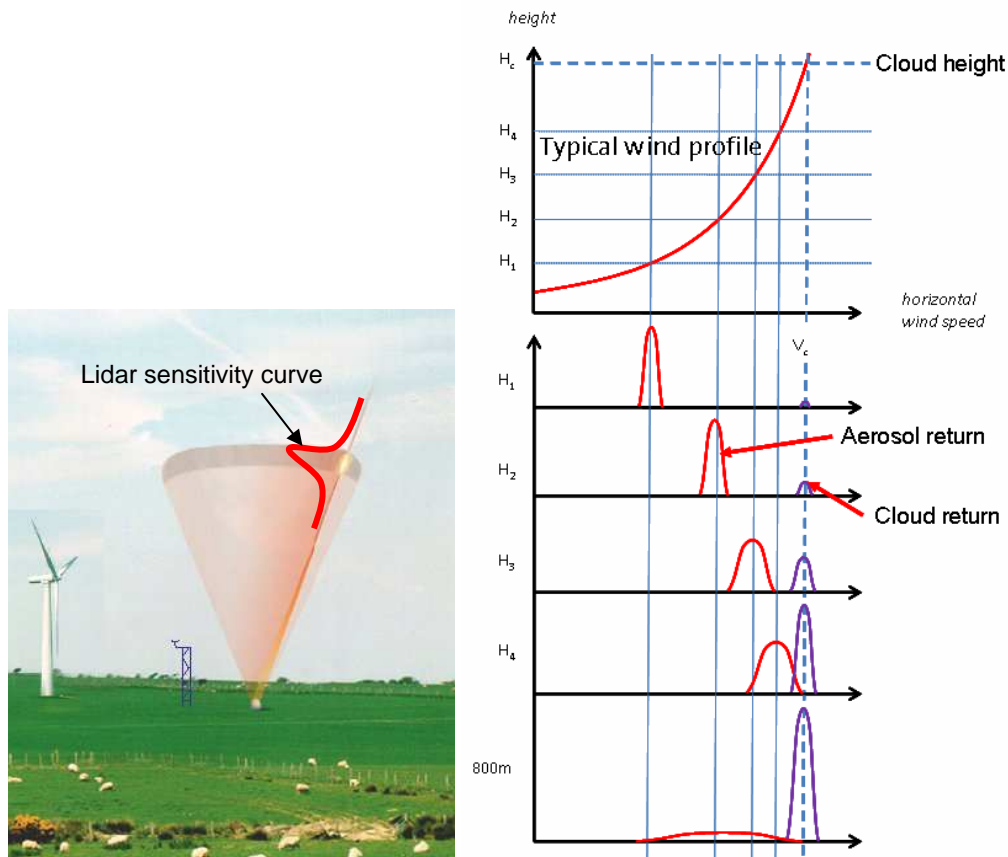 height
Hc
Cloud height
H4
Typical wind profile
H3
H2
H1
horizontal
wind speed
Lidar sensitivity curve
Vc
H1
Aerosol return
H2
Cloud return
H3
H4
800m